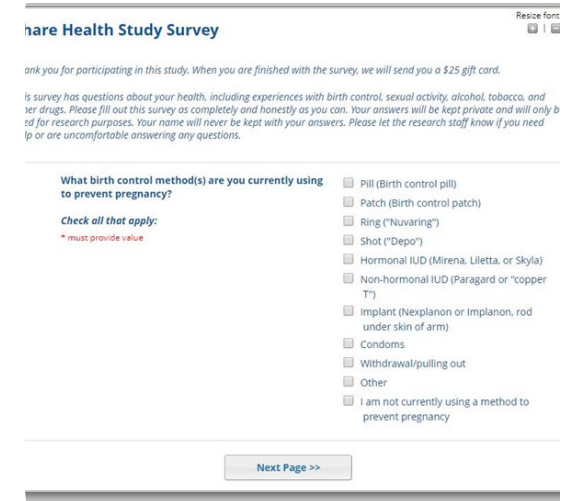 Resize font
hare Health Study Survey
ank you for participating in this study. When you are finished with the survey, we will send you a $25 gift card.
is survey has questions about your health, including experiences with birth control, sexual activity, alcohol, tobacco, and
er drugs. Please fill out this survey as completely and honestly as you can. Your answers will be kept private and will only b
ed for research purposes. Your name will never be kept with your answers. Please let the research staff know if you need
lp or are uncomfortable answering any questions.
What birth control method(s) are you currently using
to prevent pregnancy?
Check all that apply:
* must provide value
Pill (Birth control pill)
Patch (Birth control patch)
Ring ("Nuvaring")
Shot ("Depo")
Hormonal IUD (Mirena, Liletta, or Skyla)
Non-hormonal IUD (Paragard or "copper
T")
Implant (Nexplanon or Implanon, rod
under skin of arm)
Condoms
Withdrawal/pulling out
Other
I am not currently using a method to
prevent pregnancy
Next Page >>